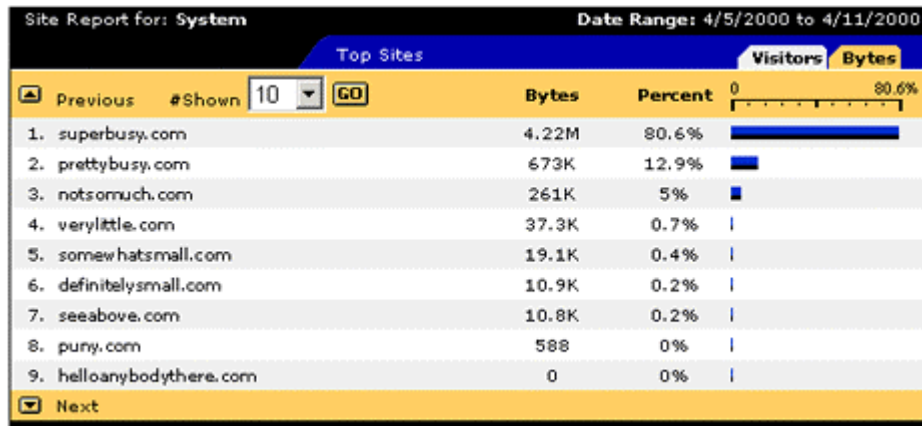 Site Report for: System Date Range: 4/5/2000 to 4/11/2000
Top Sites Visitors Bytes
Previous #Shown 10 GO Bytes Percent 0 80.6%
1. superbusy.com 4.22M 80.6%
2. prettybusy.com 673K 12.9%
3. notsomuch.com 261K 5%
4. verylittle.com 37.3K 0.7%
5. somewhatsmall.com 19.1K 0.4%
6. definitelysmall.com 10.9K 0.2%
7. seeabove.com 10.8K 0.2%
8. puny.com 588 0%
9. helloanybodythere.com 0 0%
Next